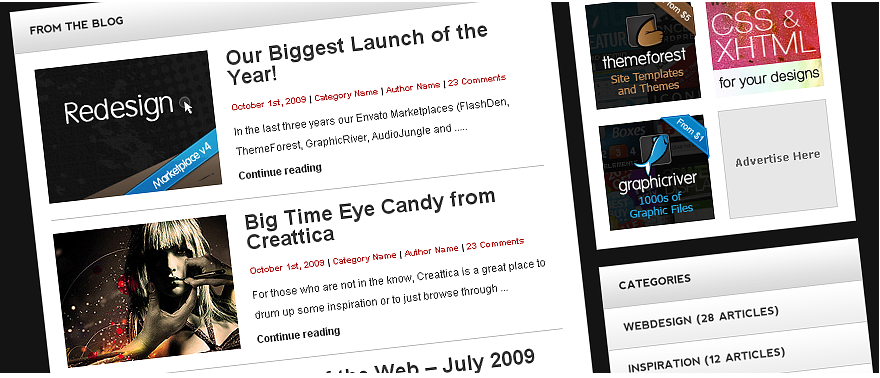 FROM THE BLOG
Redesign
Marketplace v4
Our Biggest Launch of the
Year!
October 1st, 2009 | Category Name | Author Name | 23 Comments
In the last three years our Envato Marketplaces (FlashDen,
ThemeForest, GraphicRiver, AudioJungle and .....
Continue reading
Big Time Eye Candy from
Creattica
October 1st, 2009 | Category Name | Author Name | 23 Comments
For those who are not in the know, Creattica is a great place to
drum up some inspiration or to just browse through ...
Continue reading
of the Web – July 2009
From $5
themeforest
Site Templates
and Themes
CSS &
XHTML
for your designs
Boxes
From $1
graphicriver
1000s of
Graphic Files
Advertise Here
CATEGORIES
WEBDESIGN (28 ARTICLES)
INSPIRATION (12 ARTICLES)